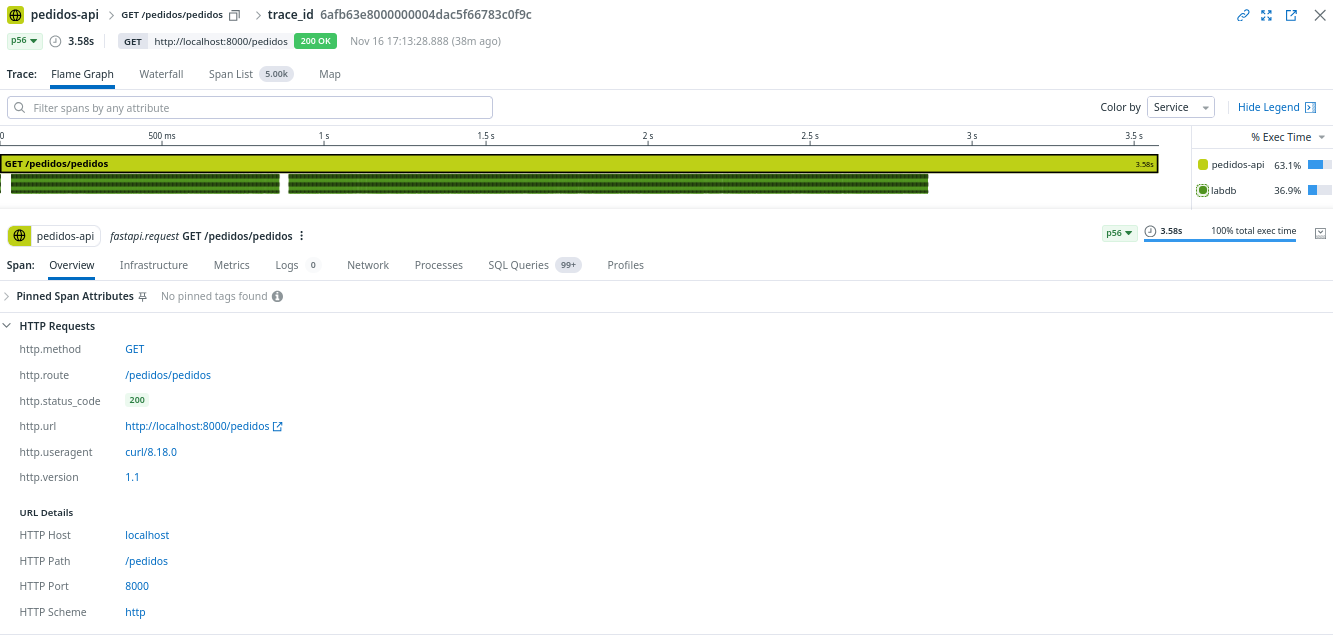 pedidos-api > GET /pedidos/pedidos > trace_id 6afb63e8000000004dac5f66783c0f9c
p56 3.58s GET http://localhost:8000/pedidos 200 OK Nov 16 17:13:28.888 (38m ago)
Trace: Flame Graph Waterfall Span List 5.00k Map
Filter spans by any attribute Color by Service Hide Legend
0 500 ms 1 s 1.5 s 2 s 2.5 s 3 s 3.5 s % Exec Time
GET /pedidos/pedidos 3.58s pedidos-api 63.1%
labdb 36.9%
pedidos-api fastapi.request GET /pedidos/pedidos p56 3.58s 100% total exec time
Span: Overview Infrastructure Metrics Logs 0 Network Processes SQL Queries 99+ Profiles
Pinned Span Attributes No pinned tags found
HTTP Requests
http.method GET
http.route /pedidos/pedidos
http.status_code 200
http.url http://localhost:8000/pedidos
http.useragent curl/8.18.0
http.version 1.1
URL Details
HTTP Host localhost
HTTP Path /pedidos
HTTP Port 8000
HTTP Scheme http